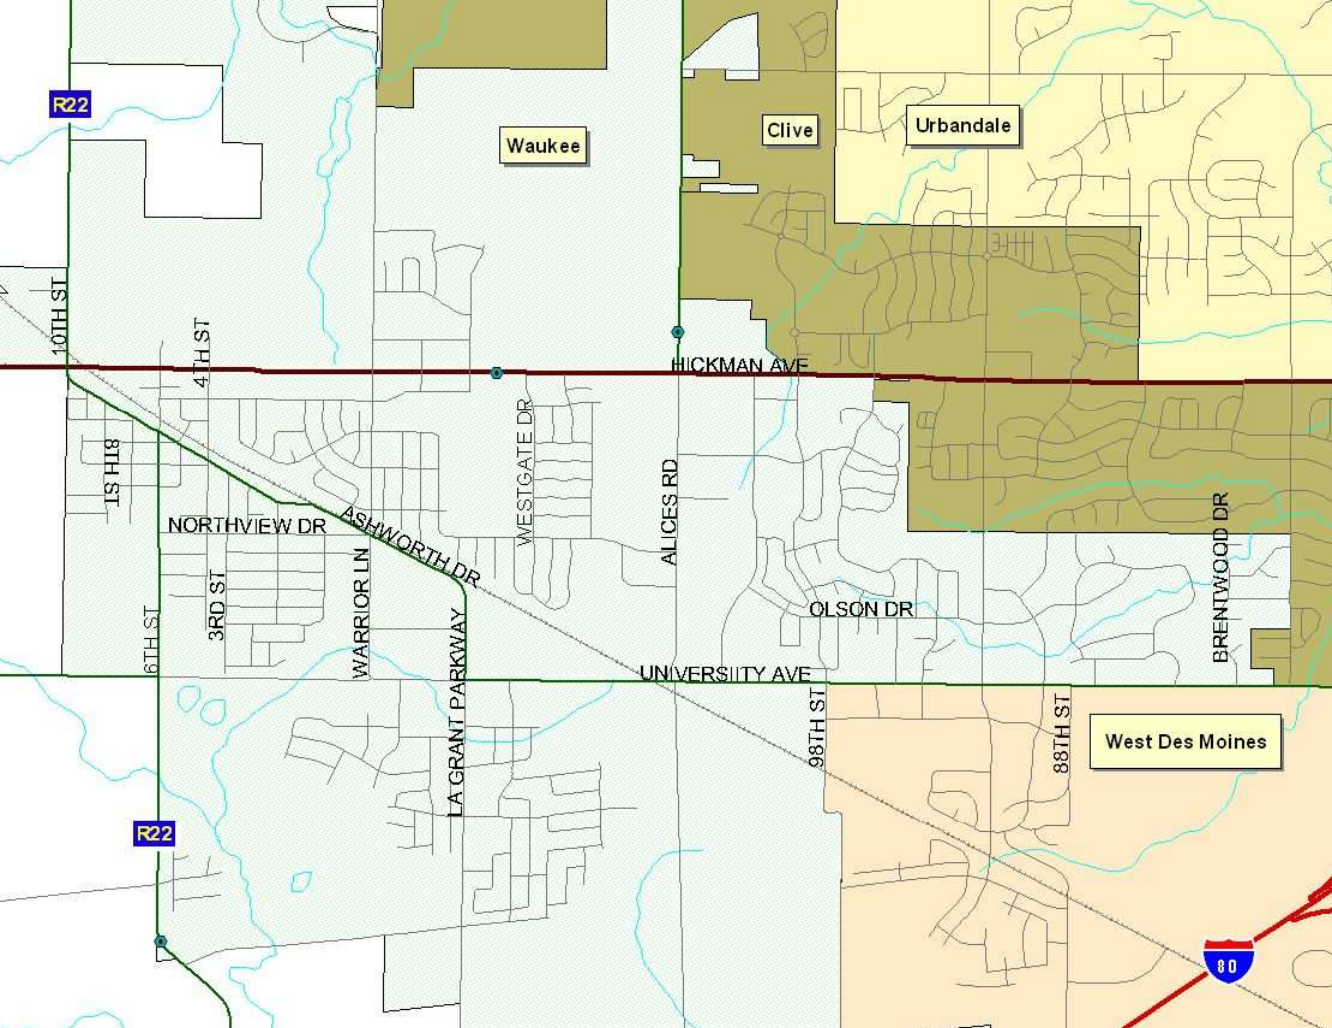 R22
Waukee
Clive
Urbandale
10TH ST
4TH ST
HICKMAN AVE
8TH ST
WESTGATE DR
ALICES RD
NORTHVIEW DR
ASHWORTH DR
BRENTWOOD DR
WARRIOR LN
3RD ST
6TH ST
LA GRANT PARKWAY
OLSON DR
UNIVERSIITY AVE
98TH ST
88TH ST
West Des Moines
R22
80